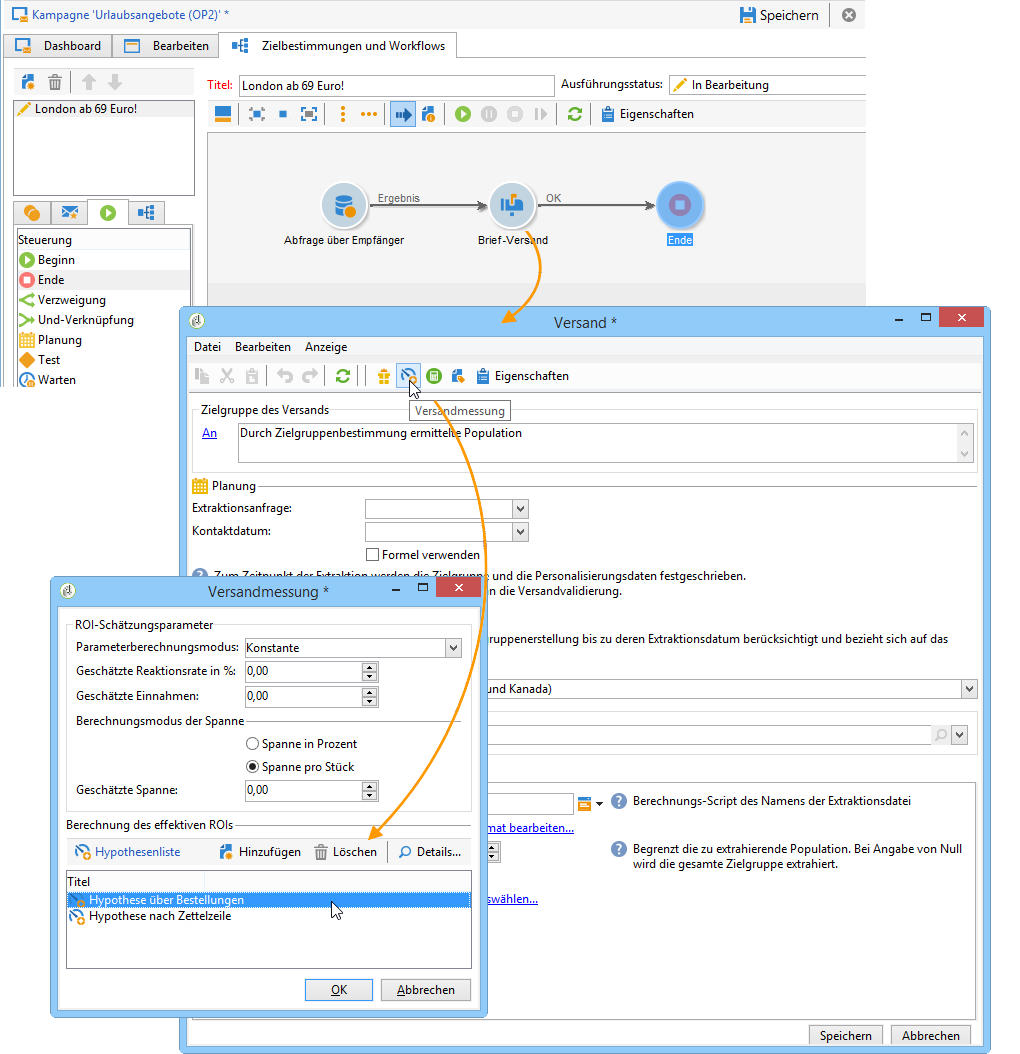 Kampagne 'Urlaubsangebote (OP2)' *
Speichern
Dashboard
Bearbeiten
Zielbestimmungen und Workflows
Titel:
London ab 69 Euro!
Ausführungsstatus:
In Bearbeitung
London ab 69 Euro!
Eigenschaften
Ergebnis
OK
Abfrage über Empfänger
Brief-Versand
Ende
Steuerung
Beginn
Ende
Verzweigung
Und-Verknüpfung
Planung
Test
Warten
Versand *
Datei
Bearbeiten
Anzeige
Eigenschaften
Versandmessung
Zielgruppe des Versands
An
Durch Zielgruppenbestimmung ermittelte Population
Planung
Extraktionsanfrage:
Kontaktdatum:
Formel verwenden
Zum Zeitpunkt der Extraktion werden die Zielgruppe und die Personalisierungsdaten festgeschrieben.
n die Versandvalidierung.
ruppenerstellung bis zu deren Extraktionsdatum berücksichtigt und bezieht sich auf das
und Kanada)
Berechnungs-Script des Namens der Extraktionsdatei
mat bearbeiten...
Begrenzt die zu extrahierende Population. Bei Angabe von Null
wird die gesamte Zielgruppe extrahiert.
swählen...
Speichern
Abbrechen
Versandmessung *
ROI-Schätzungsparameter
Parameterberechnungsmodus:
Konstante
Geschätzte Reaktionsrate in %:
0,00
Geschätzte Einnahmen:
0,00
Berechnungsmodus der Spanne
Spanne in Prozent
Spanne pro Stück
Geschätzte Spanne:
0,00
Berechnung des effektiven ROIs
Hypothesenliste
Hinzufügen
Löschen
Details...
Titel
Hypothese über Bestellungen
Hypothese nach Zettelzeile
OK
Abbrechen